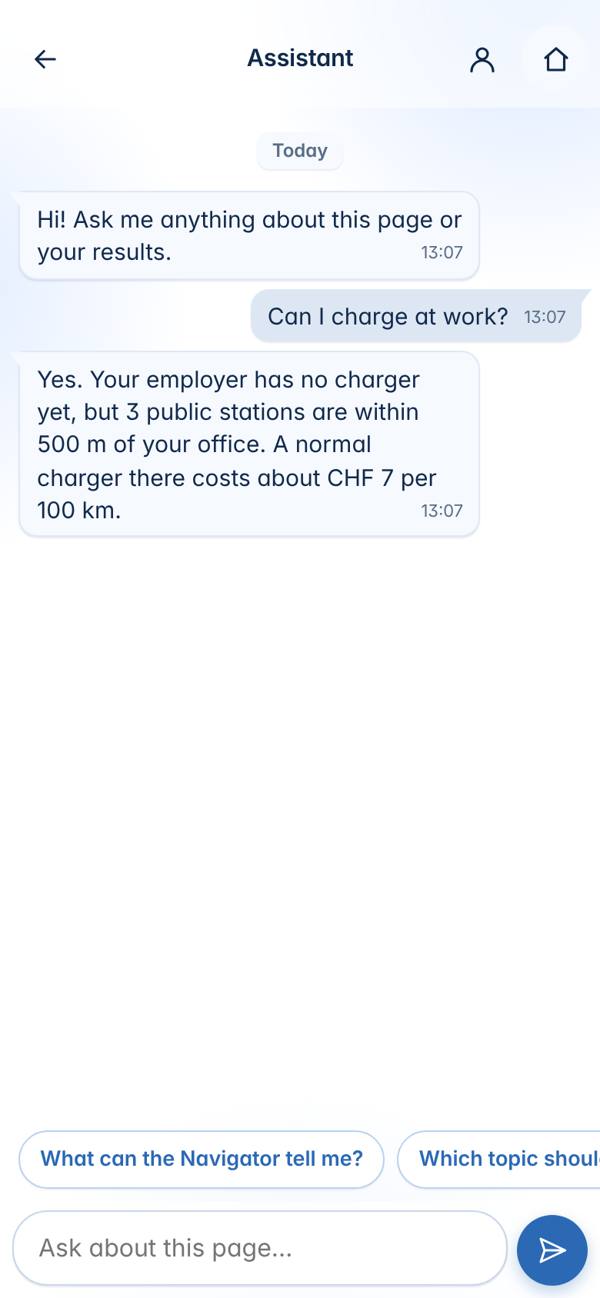 Assistant
Today
Hi! Ask me anything about this page or
your results.
13:07
Can I charge at work?
13:07
Yes. Your employer has no charger
yet, but 3 public stations are within
500 m of your office. A normal
charger there costs about CHF 7 per
100 km.
13:07
What can the Navigator tell me?
Which topic shoul
Ask about this page...